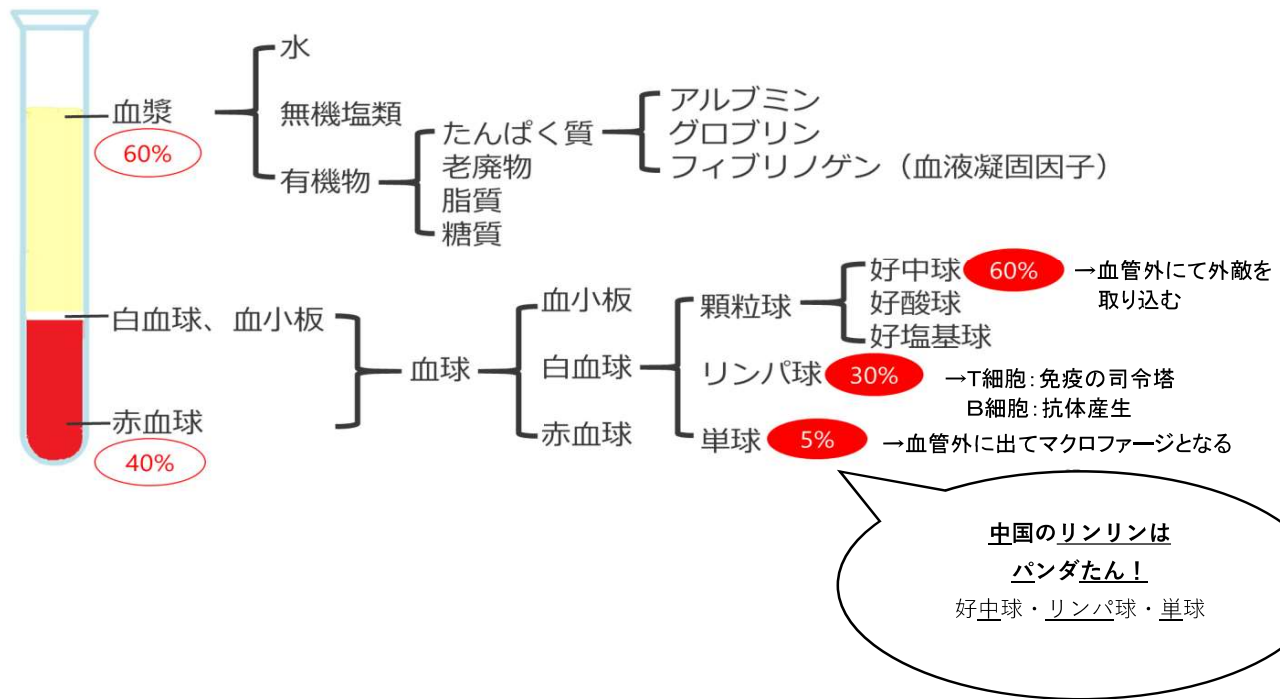 水
血漿
60%
無機塩類
有機物
たんぱく質
老廃物
脂質
糖質
アルブミン
グロブリン
フィブリノゲン（血液凝固因子）
白血球、血小板
赤血球
40%
血球
血小板
白血球
赤血球
顆粒球
好中球 60% →血管外にて外敵を
取り込む
好酸球
好塩基球
リンパ球 30% →T細胞：免疫の司令塔
B細胞：抗体産生
単球 5% →血管外に出てマクロファージとなる
中国のリンリンは
パンダたん！
好中球・リンパ球・単球